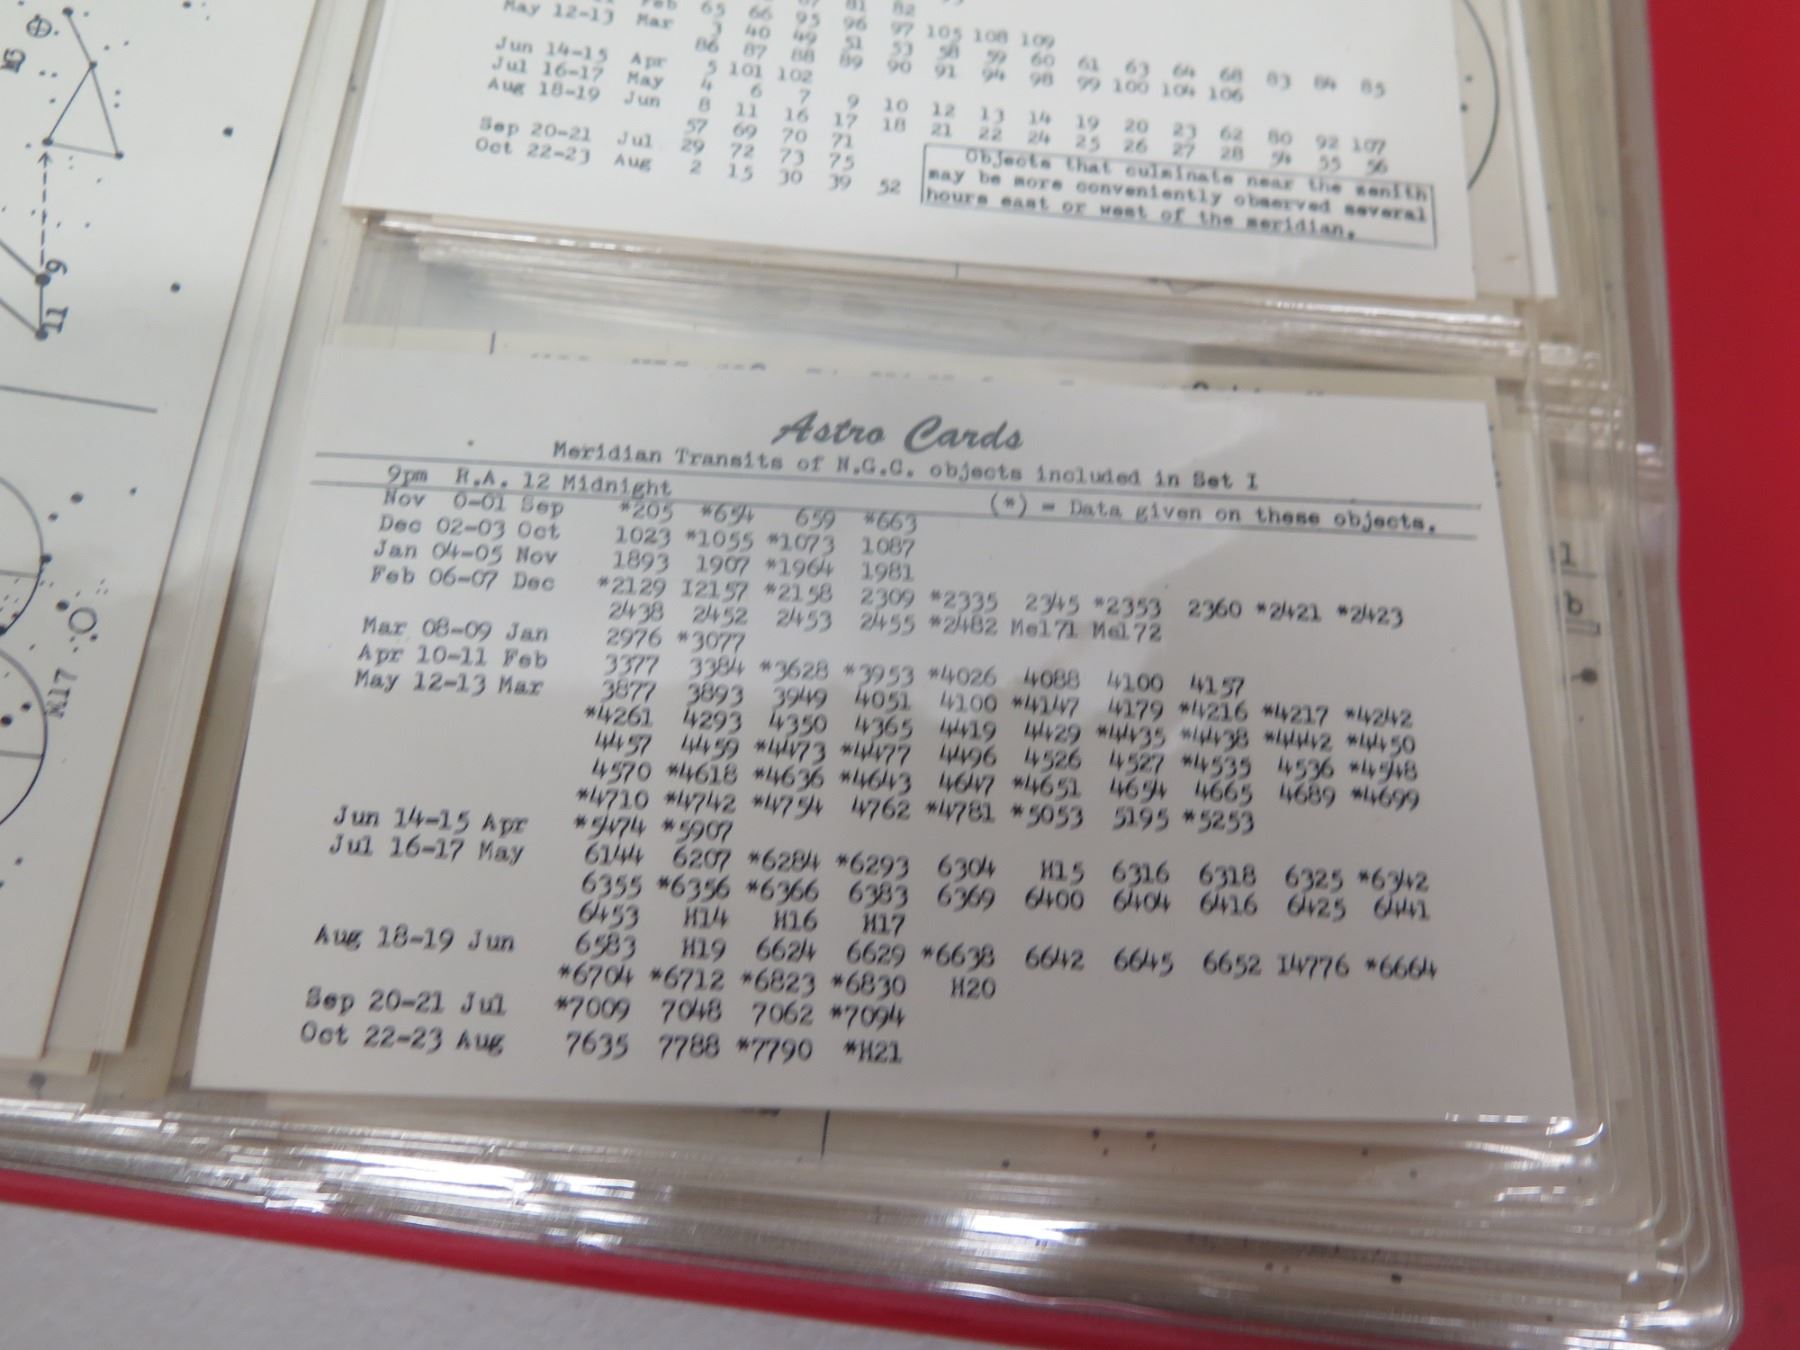 M5
9
11
M17
Feb 65 66 81 82
May 12-13 Mar 3 40 49 51 53 58 59 60 61 63 64 68 83 84 85
86 87 88 89 90 91 94 98 99 100 104 106
Jun 14-15 Apr 5 101 102
Jul 16-17 May 4 6 7 9 10 12 13 14 19 20 23 62 80 92 107
Aug 18-19 Jun 8 11 16 17 18 21 22 24 25 26 27 28 54 55 56
57 69 70 71
Sep 20-21 Jul 29 72 73 75
Oct 22-23 Aug 2 15 30 39 52
Objects that culminate near the zenith
may be more conveniently observed several
hours east or west of the meridian.
Astro Cards
Meridian Transits of N.G.C. objects included in Set I
9pm R.A. 12 Midnight (*) = Data given on these objects.
Nov 0-01 Sep *205 *654 659 *663
Dec 02-03 Oct 1023 *1055 *1073 1087
Jan 04-05 Nov 1893 1907 *1964 1981
Feb 06-07 Dec *2129 I2157 *2158 2309 *2335 2345 *2353 2360 *2421 *2423
2438 2452 2453 2455 *2482 Mel71 Mel72
Mar 08-09 Jan 2976 *3077
Apr 10-11 Feb 3377 3384 *3628 *3953 *4026 4088 4100 4157
May 12-13 Mar 3877 3893 3949 4051 4100 *4147 4179 *4216 *4217 *4242
*4261 4293 4350 4365 4419 4429 *4435 *4438 *4442 *4450
4457 4459 *4473 *4477 4496 4526 4527 *4535 4536 *4548
4570 *4618 *4636 *4643 4647 *4651 4654 4665 4689 *4699
*4710 *4742 *4754 4762 *4781 *5053 5195 *5253
Jun 14-15 Apr *5474 *5907
Jul 16-17 May 6144 6207 *6284 *6293 6304 H15 6316 6318 6325 *6342
6355 *6356 *6366 6383 6369 6400 6404 6416 6425 6441
6453 H14 H16 H17
Aug 18-19 Jun 6583 H19 6624 6629 *6638 6642 6645 6652 I4776 *6664
*6704 *6712 *6823 *6830 H20
Sep 20-21 Jul *7009 7048 7062 *7094
Oct 22-23 Aug 7635 7788 *7790 *H21